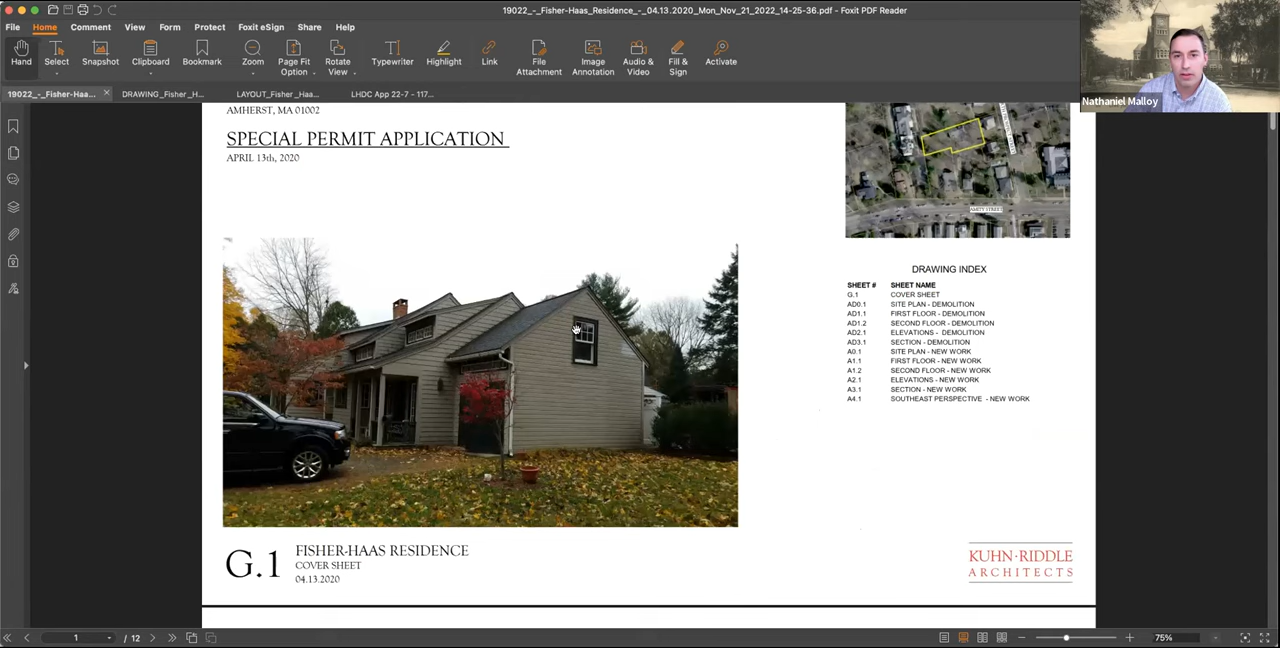 19022_-_Fisher-Haas_Residence_-_04.13.2020_Mon_Nov_21_2022_14-25-36.pdf - Foxit PDF Reader
File Home Comment View Form Protect Foxit eSign Share Help
Hand Select Snapshot Clipboard Bookmark Zoom Page Fit Option Rotate View Typewriter Highlight Link File Attachment Image Annotation Audio & Video Fill & Sign Activate
Nathaniel Malloy
19022_-_Fisher-Haa... DRAWING_Fisher_H... LAYOUT_Fisher_Haa... LHDC App 22-7 - 117...
AMHERST, MA 01002
SPECIAL PERMIT APPLICATION
APRIL 13th, 2020
AMITY STREET
DRAWING INDEX
SHEET # SHEET NAME
G.1 COVER SHEET
AD0.1 SITE PLAN - DEMOLITION
AD1.1 FIRST FLOOR - DEMOLITION
AD1.2 SECOND FLOOR - DEMOLITION
AD2.1 ELEVATIONS - DEMOLITION
AD3.1 SECTION - DEMOLITION
A0.1 SITE PLAN - NEW WORK
A1.1 FIRST FLOOR - NEW WORK
A1.2 SECOND FLOOR - NEW WORK
A2.1 ELEVATIONS - NEW WORK
A3.1 SECTION - NEW WORK
A4.1 SOUTHEAST PERSPECTIVE - NEW WORK
G.1
FISHER-HAAS RESIDENCE
COVER SHEET
04.13.2020
KUHN·RIDDLE
ARCHITECTS
1 / 12
75%